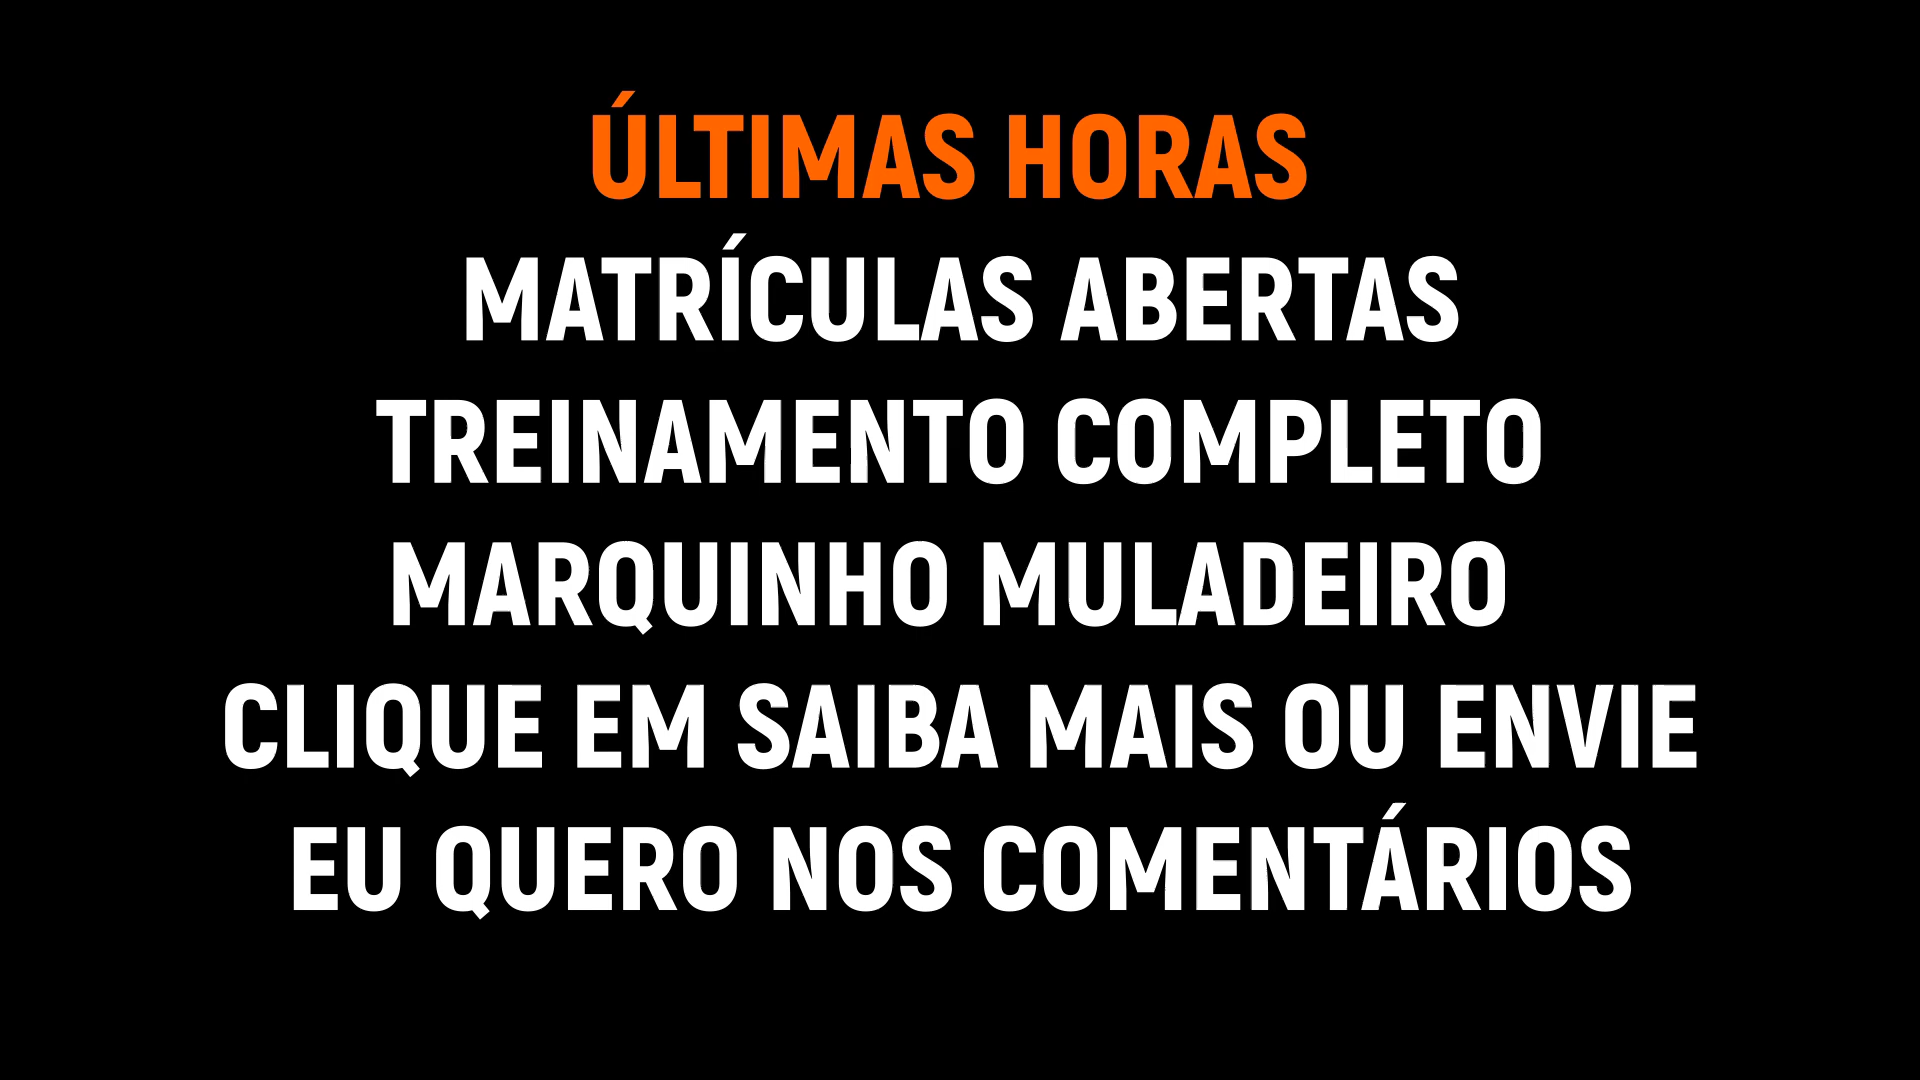 ÚLTIMAS HORAS
MATRÍCULAS ABERTAS
TREINAMENTO COMPLETO
MARQUINHO MULADEIRO
CLIQUE EM SAIBA MAIS OU ENVIE
EU QUERO NOS COMENTÁRIOS